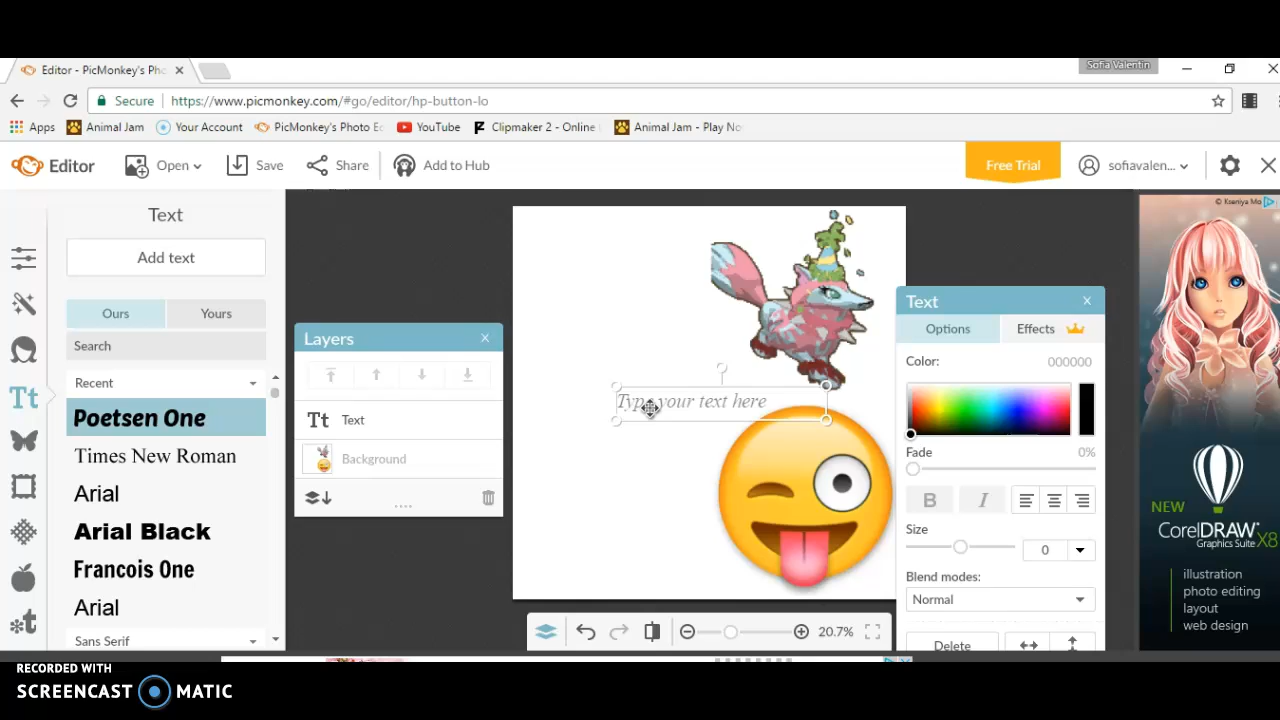 Sofia Valentin
Editor - PicMonkey's Pho
Secure https://www.picmonkey.com/#go/editor/hp-button-lo
Apps Animal Jam Your Account PicMonkey's Photo Ec YouTube Clipmaker 2 - Online Animal Jam - Play No
Editor Open Save Share Add to Hub Free Trial sofiavalen...
Text
Add text
Ours Yours
Search
Recent
Poetsen One
Times New Roman
Arial
Arial Black
Francois One
Arial
Sans Serif
Layers
Tt Text
Background
Type your text here
Text
Options Effects
Color: 000000
Fade 0%
B I
Size
0
Blend modes:
Normal
Delete
20.7%
© Kseniya Mo
NEW
CorelDRAW
Graphics Suite X8
illustration
photo editing
layout
web design
RECORDED WITH
SCREENCAST MATIC